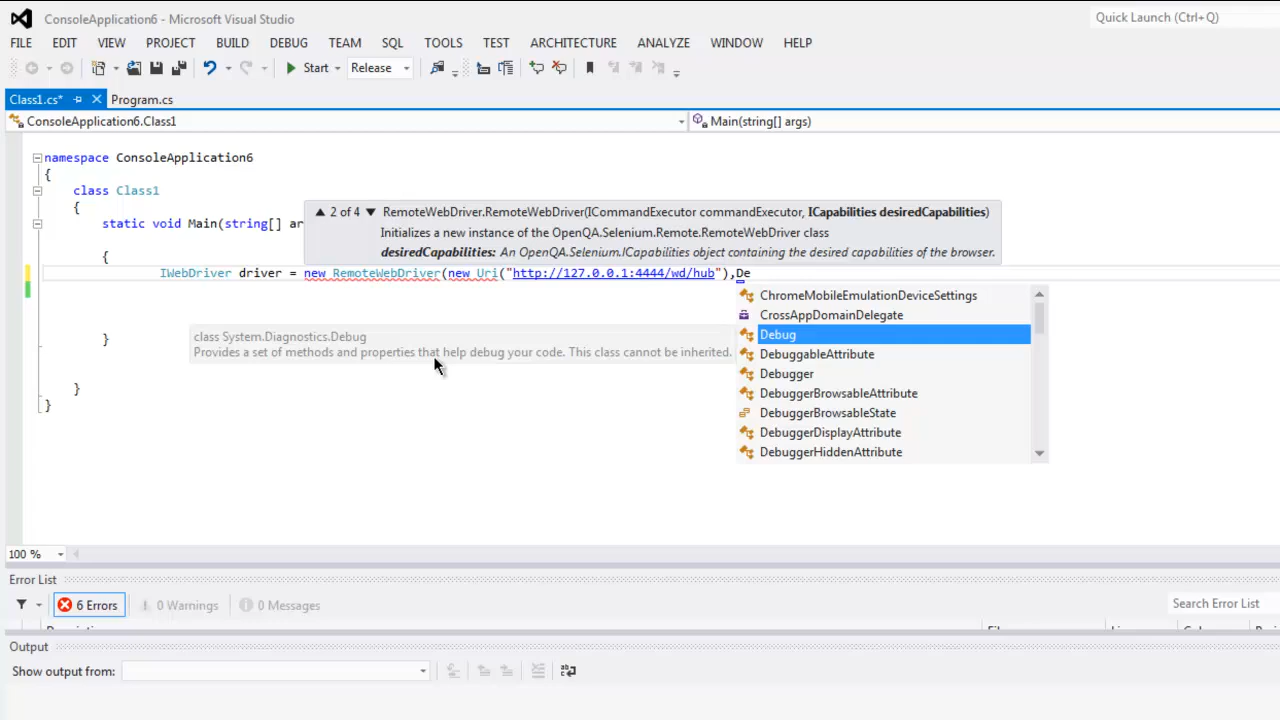 ConsoleApplication6 - Microsoft Visual Studio
Quick Launch (Ctrl+Q)
FILE EDIT VIEW PROJECT BUILD DEBUG TEAM SQL TOOLS TEST ARCHITECTURE ANALYZE WINDOW HELP
Start Release
Class1.cs* Program.cs
ConsoleApplication6.Class1 Main(string[] args)
namespace ConsoleApplication6
{
class Class1
{
2 of 4 RemoteWebDriver.RemoteWebDriver(ICommandExecutor commandExecutor, ICapabilities desiredCapabilities)
static void Main(string[] ar
Initializes a new instance of the OpenQA.Selenium.Remote.RemoteWebDriver class
desiredCapabilities: An OpenQA.Selenium.ICapabilities object containing the desired capabilities of the browser.
{
IWebDriver driver = new RemoteWebDriver(new Uri("http://127.0.0.1:4444/wd/hub"),De
ChromeMobileEmulationDeviceSettings
CrossAppDomainDelegate
Debug
DebuggableAttribute
Debugger
DebuggerBrowsableAttribute
DebuggerBrowsableState
DebuggerDisplayAttribute
DebuggerHiddenAttribute
class System.Diagnostics.Debug
Provides a set of methods and properties that help debug your code. This class cannot be inherited.
}
}
}
100 %
Error List
6 Errors 0 Warnings 0 Messages
Search Error List
Output
Show output from: